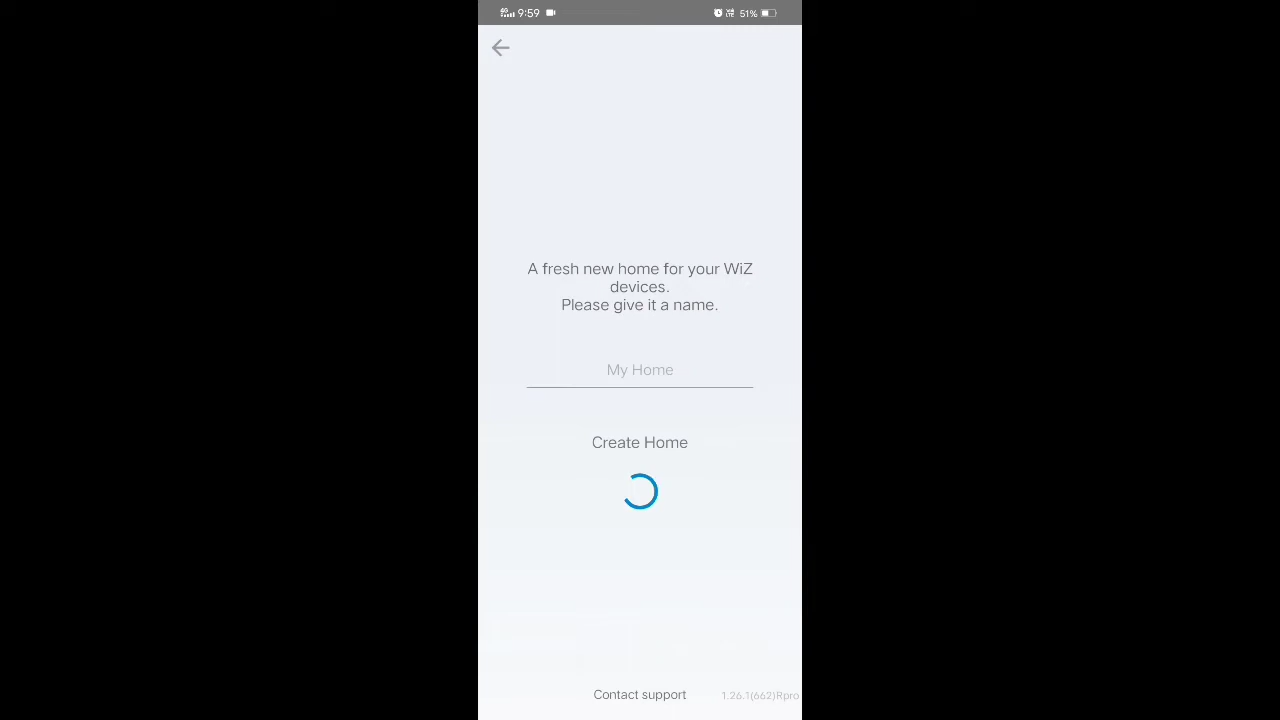 9:59 51%
A fresh new home for your WiZ
devices.
Please give it a name.
My Home
Create Home
Contact support 1.26.1(662)Rpro